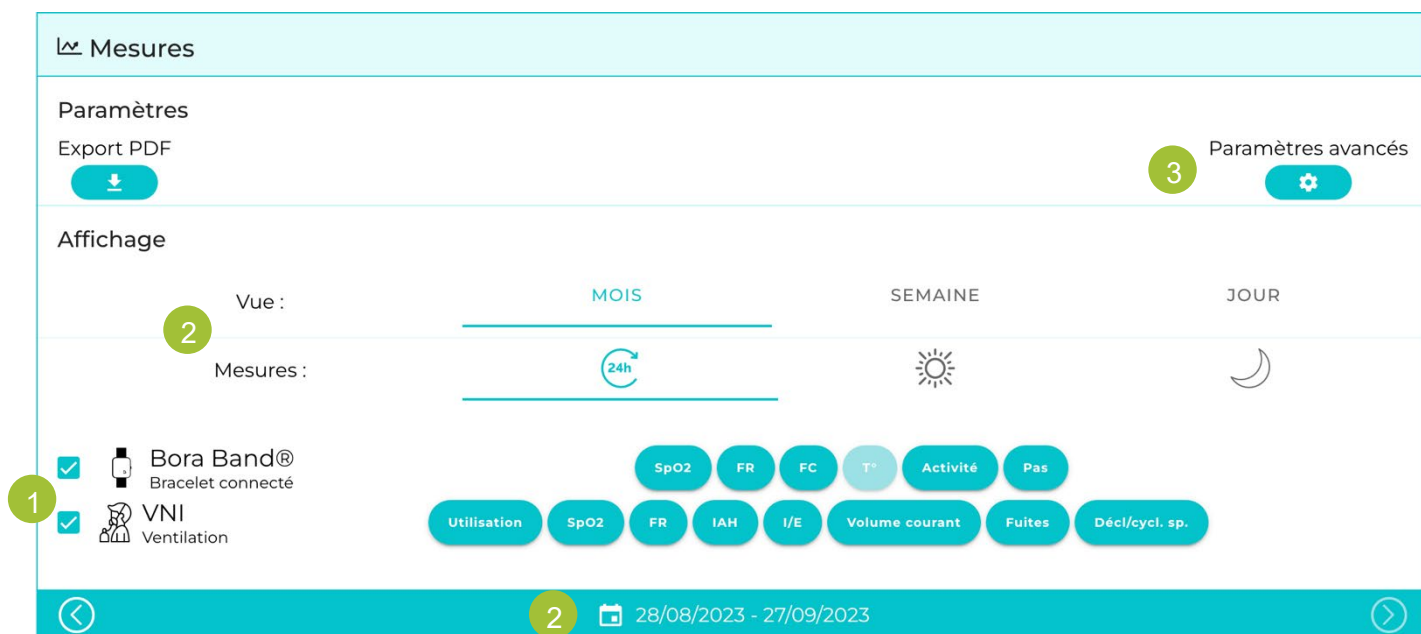 Mesures
Paramètres
Export PDF
Paramètres avancés
3
Affichage
Vue :
MOIS
SEMAINE
JOUR
2
Mesures :
24h
Bora Band®
Bracelet connecté
SpO2
FR
FC
T°
Activité
Pas
1
VNI
Ventilation
Utilisation
SpO2
FR
IAH
I/E
Volume courant
Fuites
Décl/cycl. sp.
2
28/08/2023 - 27/09/2023